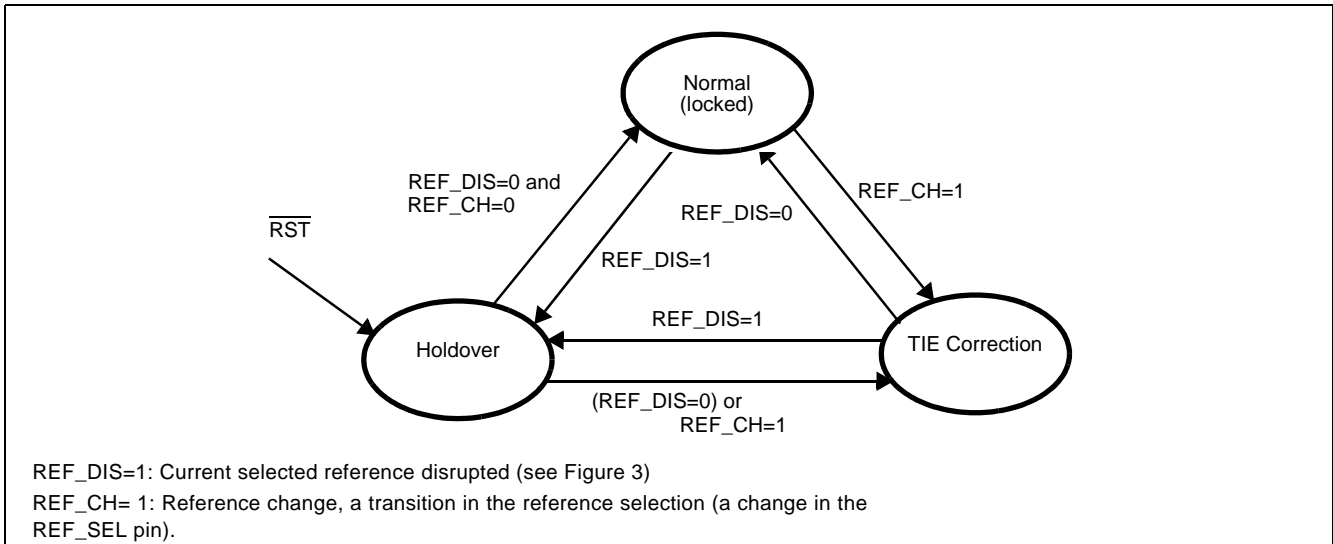 Normal
(locked)
REF_DIS=0 and
REF_CH=0
REF_CH=1
REF_DIS=0
RST
REF_DIS=1
REF_DIS=1
Holdover
TIE Correction
(REF_DIS=0) or
REF_CH=1
REF_DIS=1: Current selected reference disrupted (see Figure 3)
REF_CH= 1: Reference change, a transition in the reference selection (a change in the
REF_SEL pin).